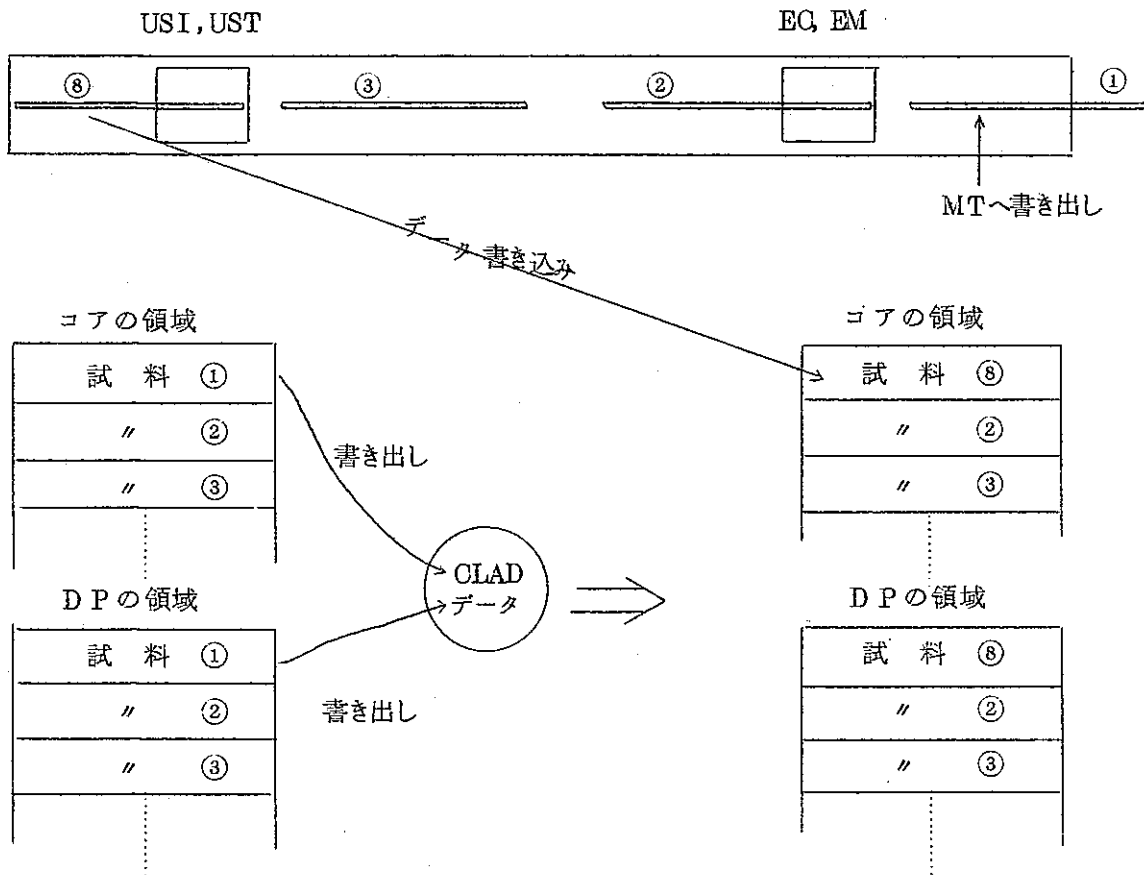 USI,UST
EC,EM
⑧
③
②
①
MTへ書き出し
データ書き込み
コアの領域
試 料 ①
〃 ②
〃 ③
書き出し
CLAD
データ
DPの領域
試 料 ①
〃 ②
〃 ③
書き出し
コアの領域
試 料 ⑧
〃 ②
〃 ③
DPの領域
試 料 ⑧
〃 ②
〃 ③